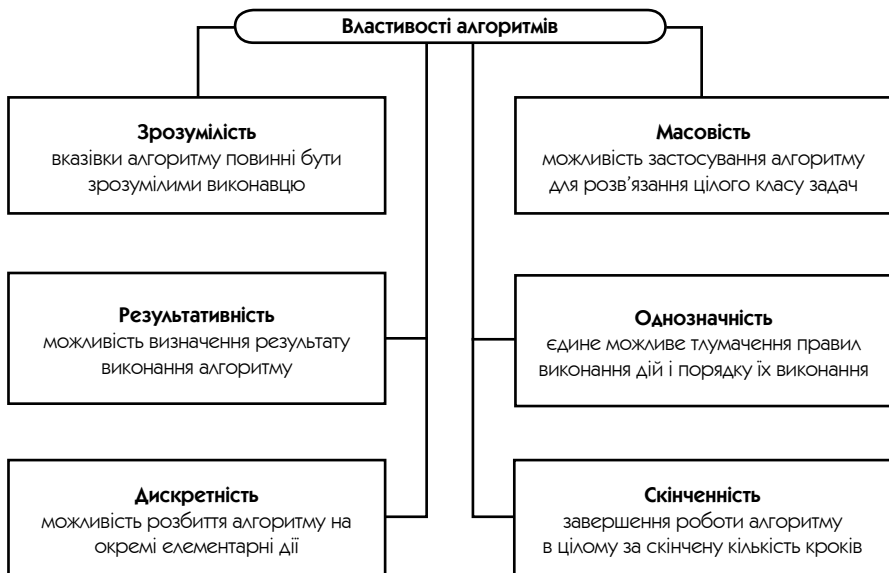 Властивості алгоритмів
Зрозумілість
вказівки алгоритму повинні бути
зрозумілими виконавцю
Масовість
можливість застосування алгоритму
для розв’язання цілого класу задач
Результативність
можливість визначення результату
виконання алгоритму
Однозначність
єдине можливе тлумачення правил
виконання дій і порядку їх виконання
Дискретність
можливість розбиття алгоритму на
окремі елементарні дії
Скінченність
завершення роботи алгоритму
в цілому за скінчену кількість кроків